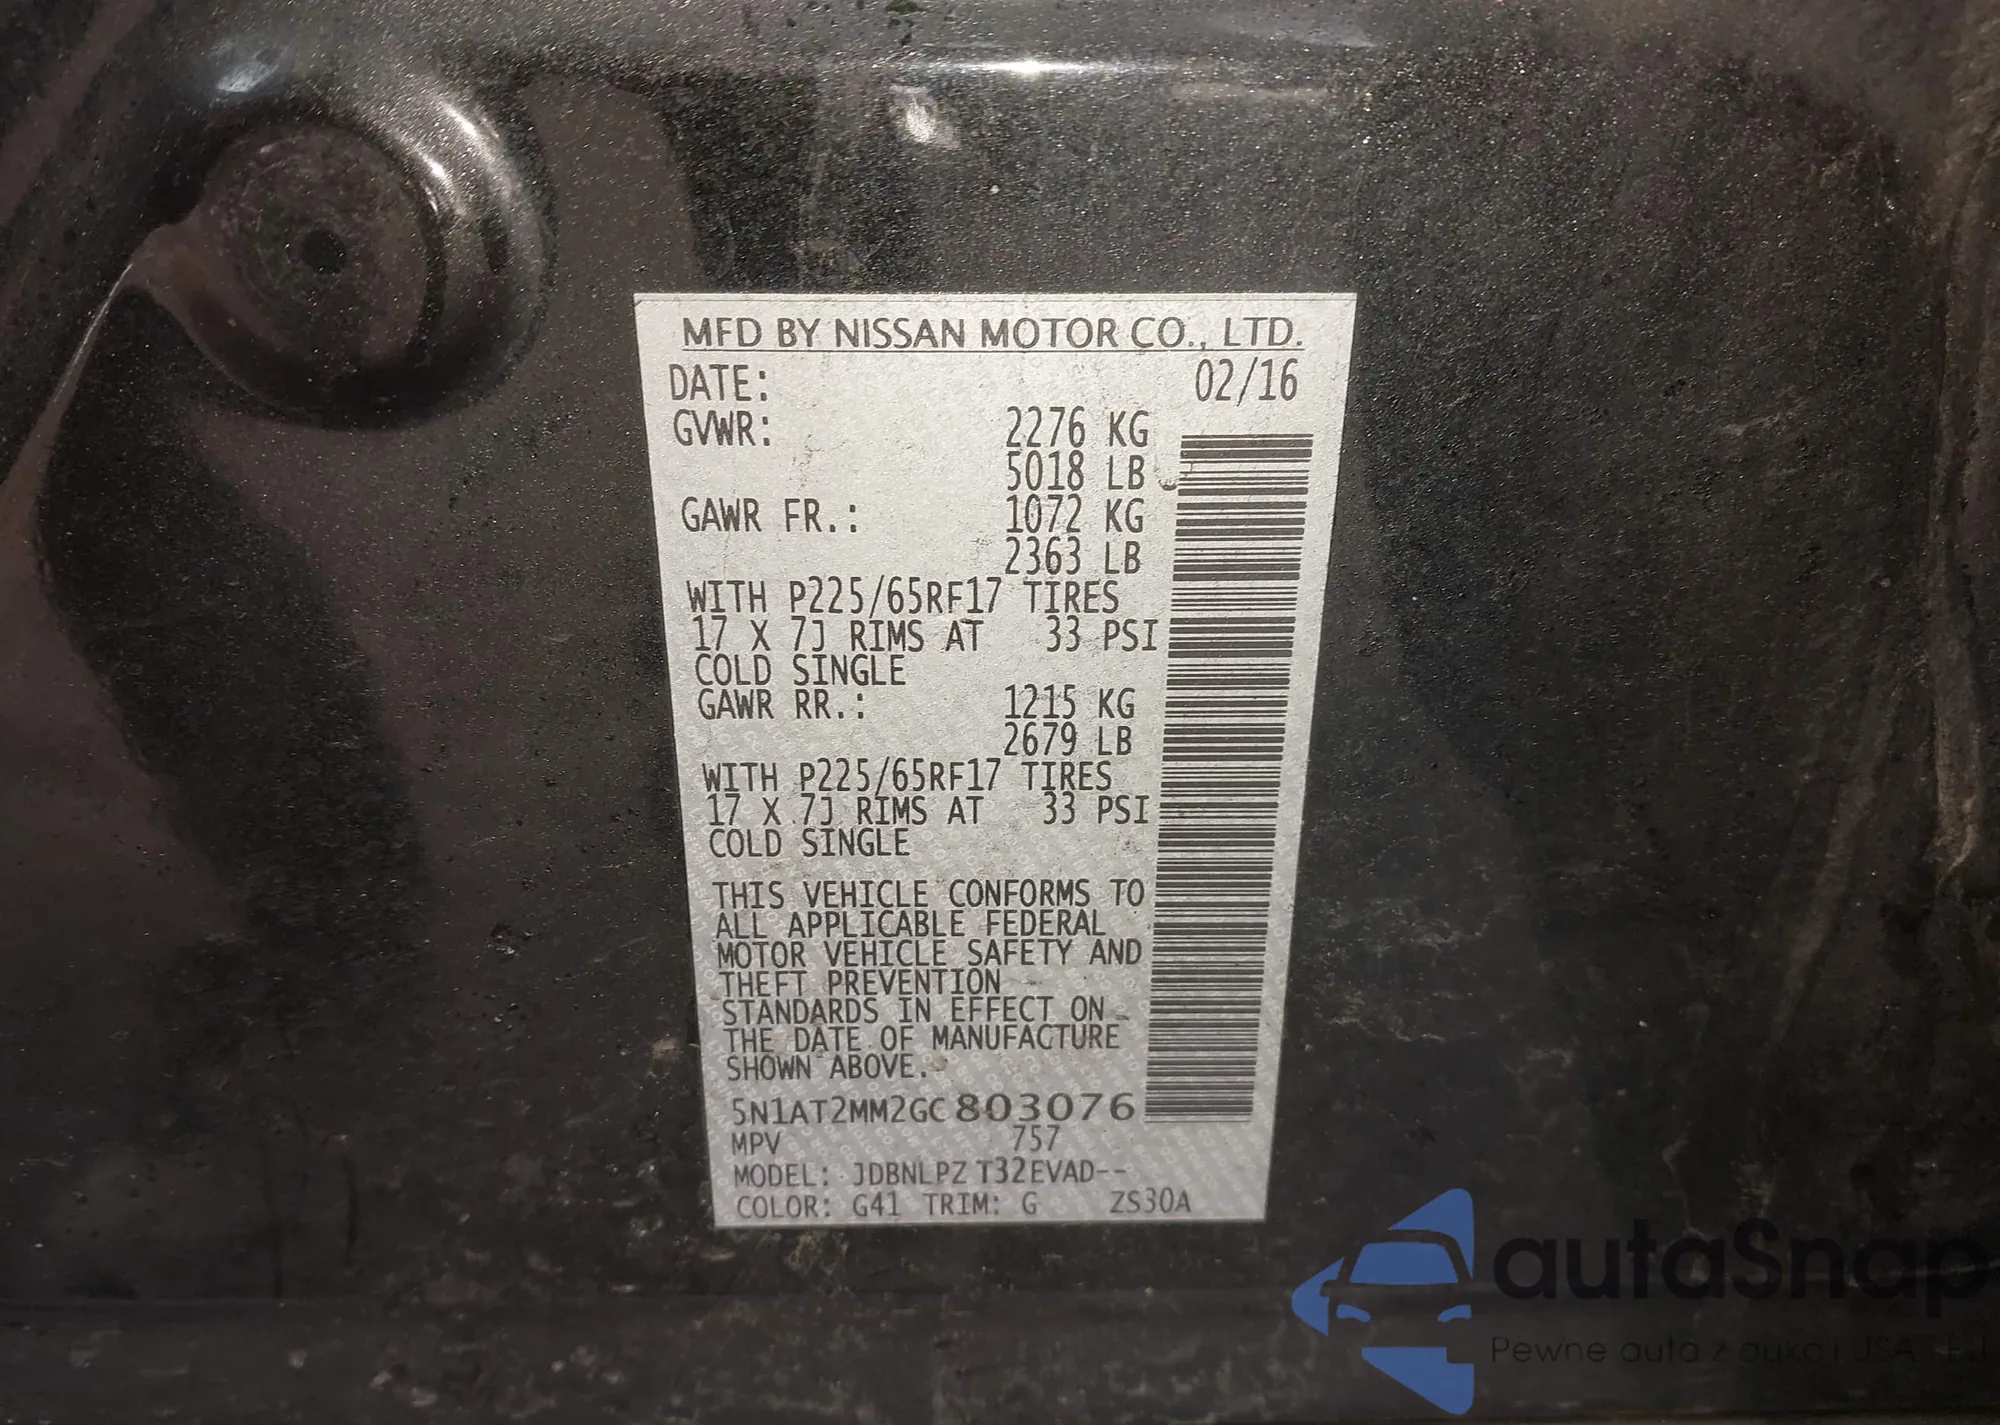 MFD BY NISSAN MOTOR CO., LTD.
DATE: 02/16
GVWR: 2276 KG
5018 LB
GAWR FR.: 1072 KG
2363 LB
WITH P225/65RF17 TIRES
17 X 7J RIMS AT 33 PSI
COLD SINGLE
GAWR RR.: 1215 KG
2679 LB
WITH P225/65RF17 TIRES
17 X 7J RIMS AT 33 PSI
COLD SINGLE
THIS VEHICLE CONFORMS TO
ALL APPLICABLE FEDERAL
MOTOR VEHICLE SAFETY AND
THEFT PREVENTION
STANDARDS IN EFFECT ON
THE DATE OF MANUFACTURE
SHOWN ABOVE.
5N1AT2MM2GC803076
MPV 757
MODEL: JDBNLPZ T32EVAD--
COLOR: G41 TRIM: G ZS30A
autaSnap
Pewne auta z aukcji USA